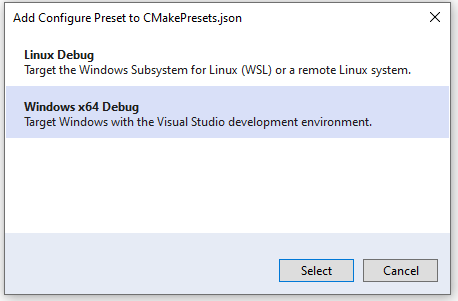 Add Configure Preset to CMakePresets.json
Linux Debug
Target the Windows Subsystem for Linux (WSL) or a remote Linux system.
Windows x64 Debug
Target Windows with the Visual Studio development environment.
Select Cancel